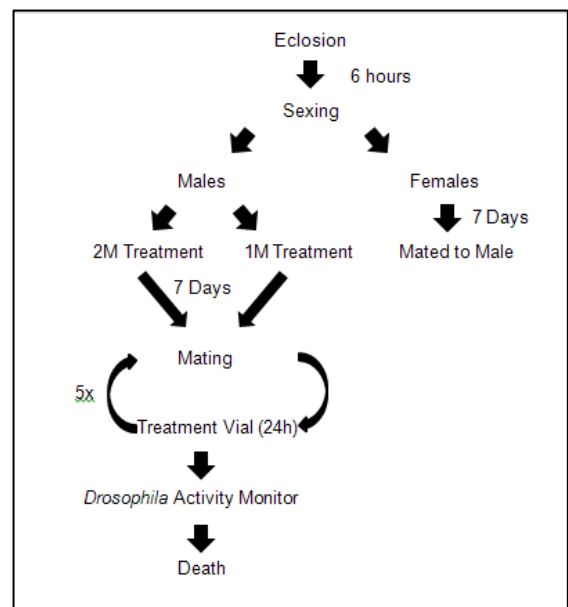 Eclosion
6 hours
Sexing
Males
Females
7 Days
2M Treatment
1M Treatment
Mated to Male
7 Days
Mating
5x
Treatment Vial (24h)
Drosophila Activity Monitor
Death